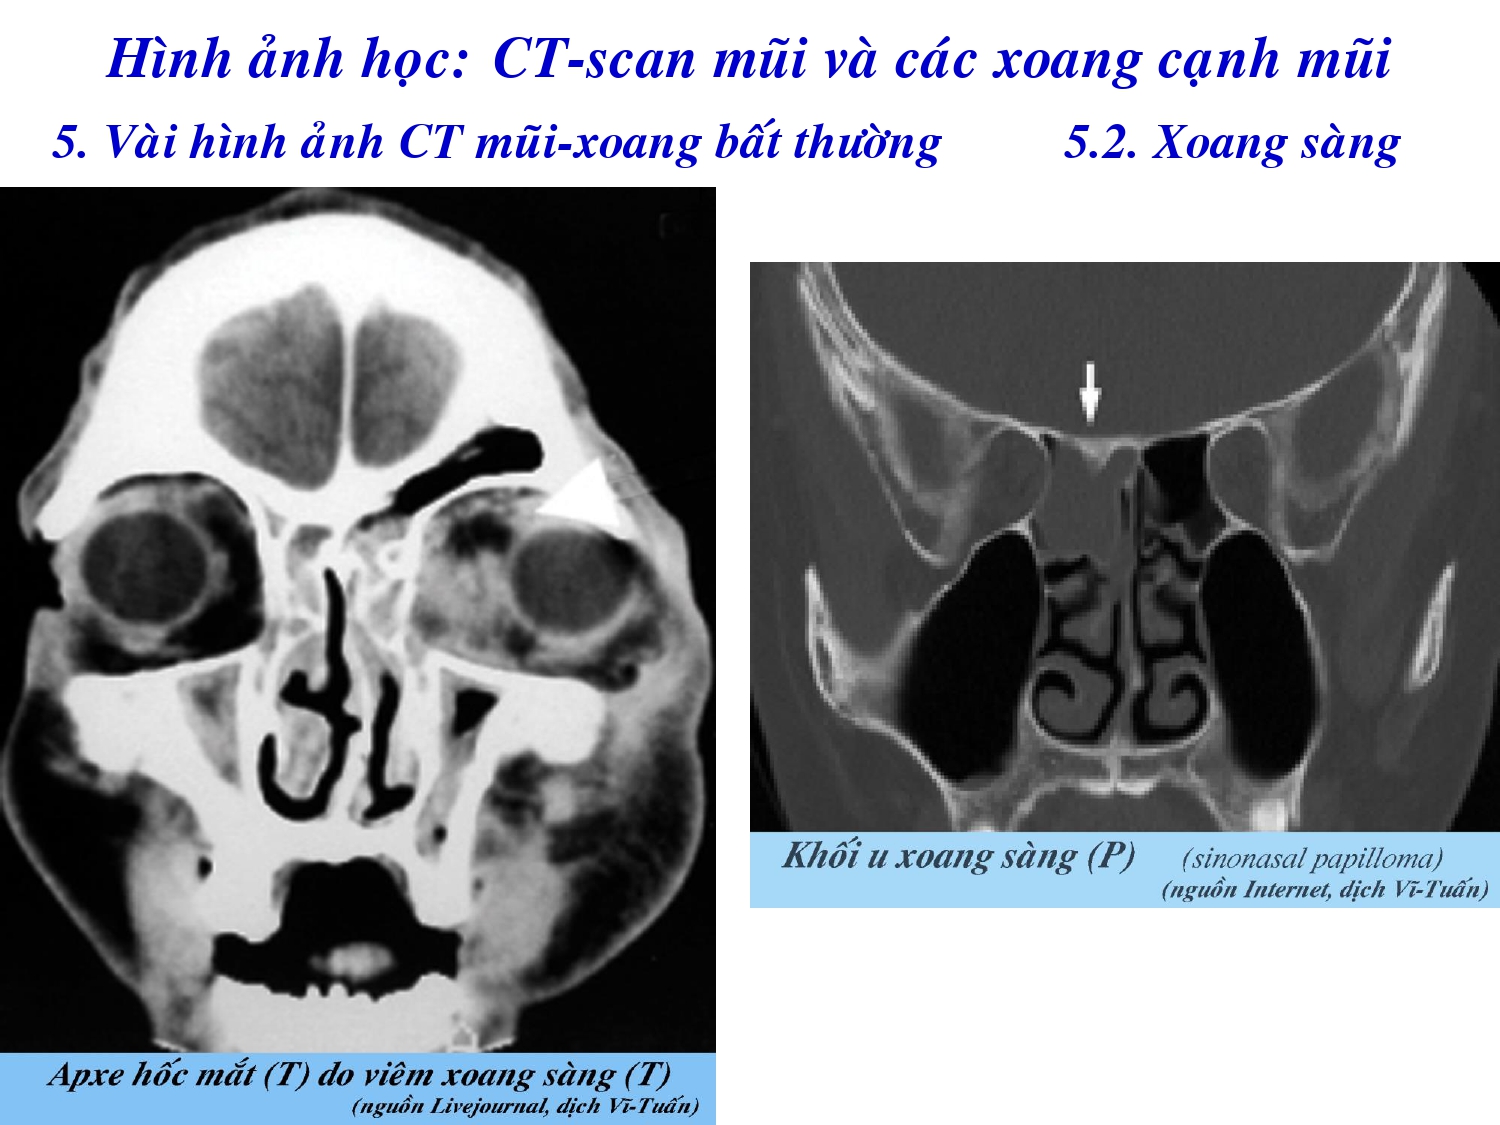 Hình ảnh học: CT-scan mũi và các xoang cạnh mũi
5. Vài hình ảnh CT mũi-xoang bất thường 5.2. Xoang sàng
Khối u xoang sàng (P) (sinonasal papilloma)
(nguồn Internet, dịch Vĩ-Tuấn)
Apxe hốc mắt (T) do viêm xoang sàng (T)
(nguồn Livejournal, dịch Vĩ-Tuấn)